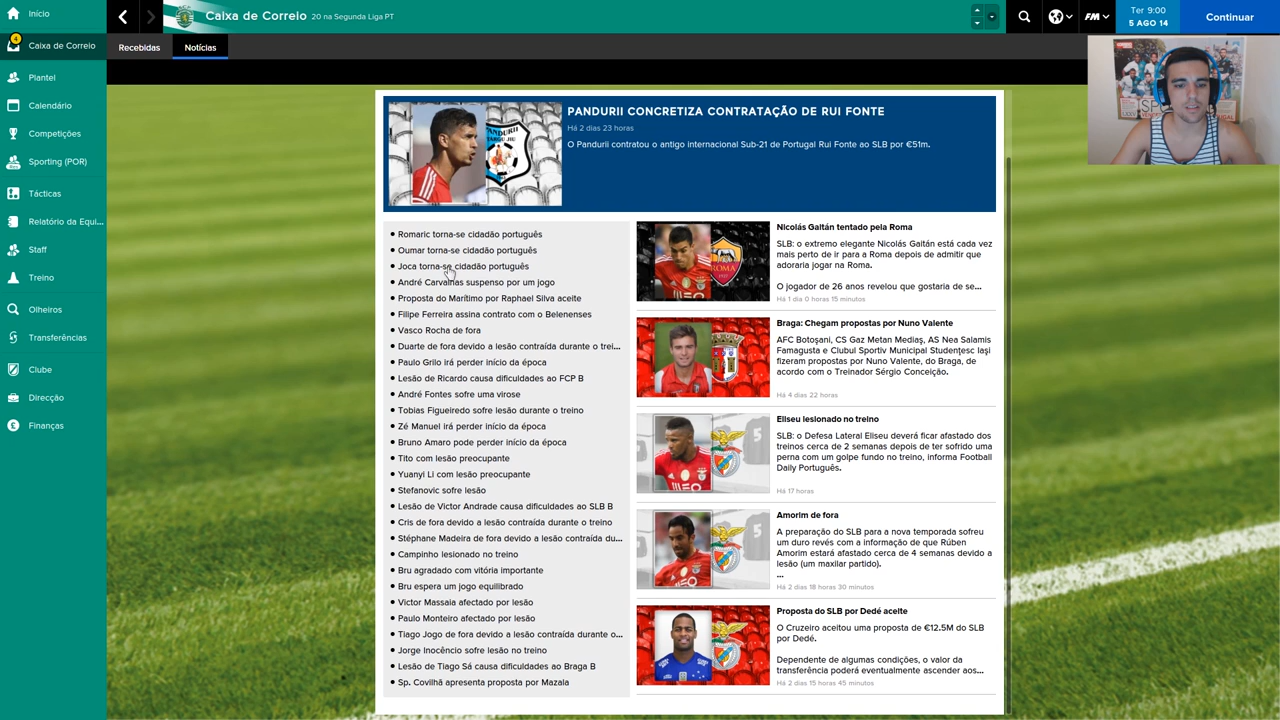 Início
Caixa de Correio
20 na Segunda Liga PT
FM
Ter 9:00
5 AGO 14
Continuar
4
Caixa de Correio
Recebidas
Notícias
Plantel
Calendário
Competições
Sporting (POR)
Tácticas
Relatório da Equi...
Staff
Treino
Olheiros
Transferências
Clube
Direcção
Finanças
PANDURII CONCRETIZA CONTRATAÇÃO DE RUI FONTE
Há 2 dias 23 horas
O Pandurii contratou o antigo internacional Sub-21 de Portugal Rui Fonte ao SLB por €51m.
Romaric torna-se cidadão português
Oumar torna-se cidadão português
Joca torna-se cidadão português
André Carvalhas suspenso por um jogo
Proposta do Marítimo por Raphael Silva aceite
Filipe Ferreira assina contrato com o Belenenses
Vasco Rocha de fora
Duarte de fora devido a lesão contraída durante o trei...
Paulo Grilo irá perder início da época
Lesão de Ricardo causa dificuldades ao FCP B
André Fontes sofre uma virose
Tobias Figueiredo sofre lesão durante o treino
Zé Manuel irá perder início da época
Bruno Amaro pode perder início da época
Tito com lesão preocupante
Yuanyi Li com lesão preocupante
Stefanovic sofre lesão
Lesão de Victor Andrade causa dificuldades ao SLB B
Cris de fora devido a lesão contraída durante o treino
Stéphane Madeira de fora devido a lesão contraída du...
Campinho lesionado no treino
Bru agradado com vitória importante
Bru espera um jogo equilibrado
Victor Massaia afectado por lesão
Paulo Monteiro afectado por lesão
Tiago Jogo de fora devido a lesão contraída durante o...
Jorge Inocêncio sofre lesão no treino
Lesão de Tiago Sá causa dificuldades ao Braga B
Sp. Covilhã apresenta proposta por Mazala
Nicolás Gaitán tentado pela Roma
SLB: o extremo elegante Nicolás Gaitán está cada vez
mais perto de ir para a Roma depois de admitir que
adoraria jogar na Roma.
O jogador de 26 anos revelou que gostaria de se...
Há 1 dia 0 horas 15 minutos
Braga: Chegam propostas por Nuno Valente
AFC Botoşani, CS Gaz Metan Mediaş, AS Nea Salamis
Famagusta e Clubul Sportiv Municipal Studenţesc Iaşi
fizeram propostas por Nuno Valente, do Braga, de
acordo com o Treinador Sérgio Conceição.
Há 4 dias 22 horas
Eliseu lesionado no treino
SLB: o Defesa Lateral Eliseu deverá ficar afastado dos
treinos cerca de 2 semanas depois de ter sofrido uma
perna com um golpe fundo no treino, informa Football
Daily Português.
Há 17 horas
Amorim de fora
A preparação do SLB para a nova temporada sofreu
um duro revés com a informação de que Rúben
Amorim estará afastado cerca de 4 semanas devido a
lesão (um maxilar partido).
...
Há 2 dias 18 horas 30 minutos
Proposta do SLB por Dedé aceite
O Cruzeiro aceitou uma proposta de €12.5M do SLB
por Dedé.
Dependente de algumas condições, o valor da
transferência poderá eventualmente ascender aos...
Há 2 dias 15 horas 45 minutos